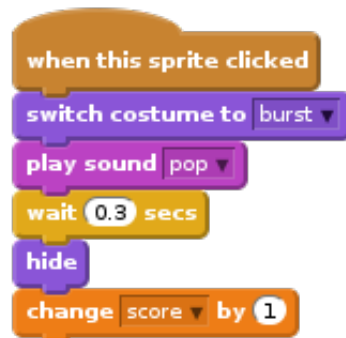 when this sprite clicked
switch costume to burst
play sound pop
wait 0.3 secs
hide
change score by 1